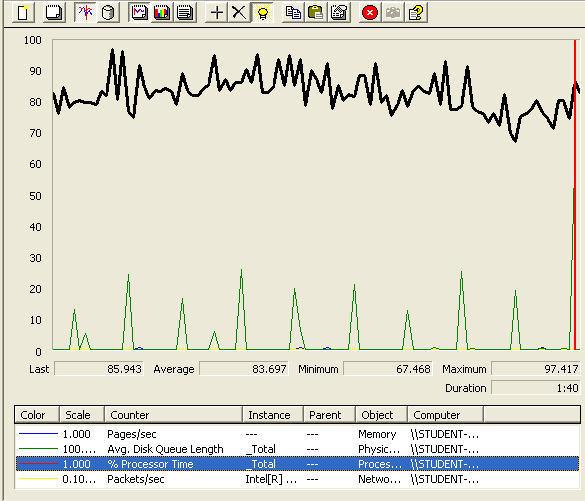 100
90
80
70
60
50
40
30
20
10
0
Last 85.943 Average 83.697 Minimum 67.468 Maximum 97.417
Duration 1:40
Color Scale Counter Instance Parent Object Computer
1.000 Pages/sec --- --- Memory \\STUDENT-...
100.... Avg. Disk Queue Length _Total --- Physic... \\STUDENT-...
1.000 % Processor Time _Total --- Proces... \\STUDENT-...
0.10... Packets/sec Intel[R] ... --- Netwo... \\STUDENT-...